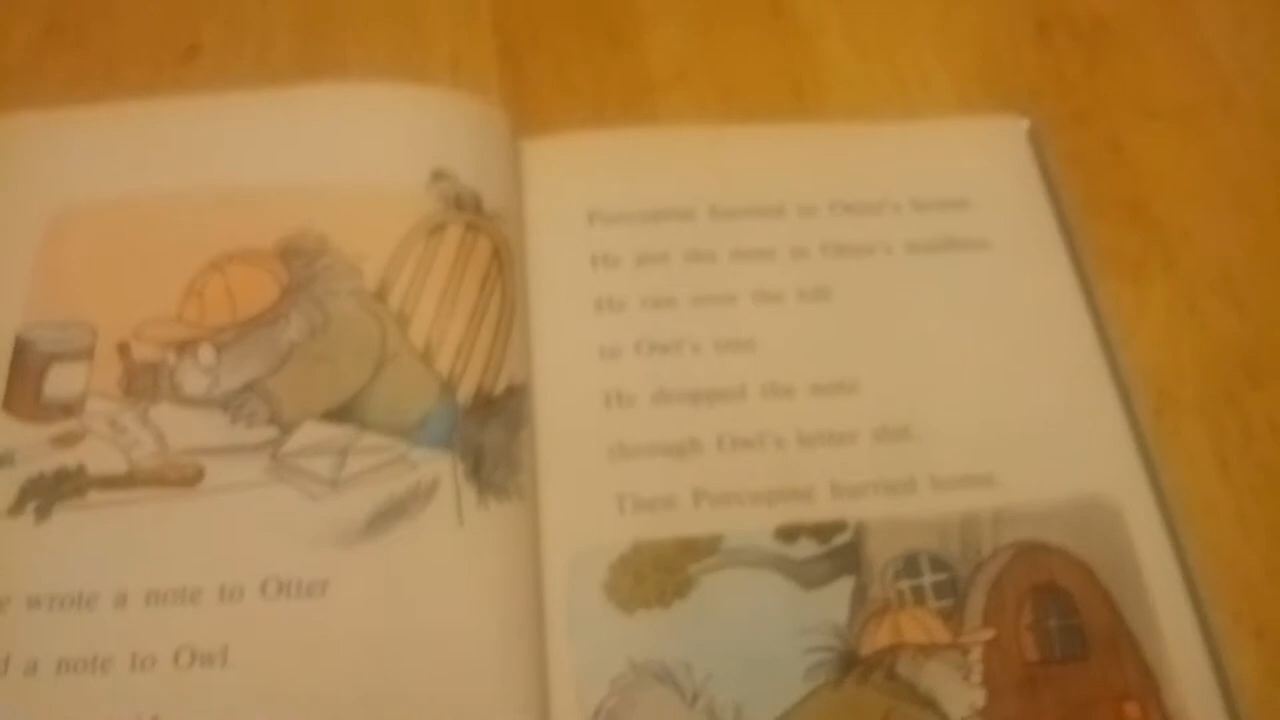 wrote a note to Otter
a note to Owl.
Porcupine hurried to Otter's house.
He put the note in Otter's mailbox.
He ran over the hill
to Owl's tree.
He dropped the note
through Owl's letter slot.
Then Porcupine hurried home.